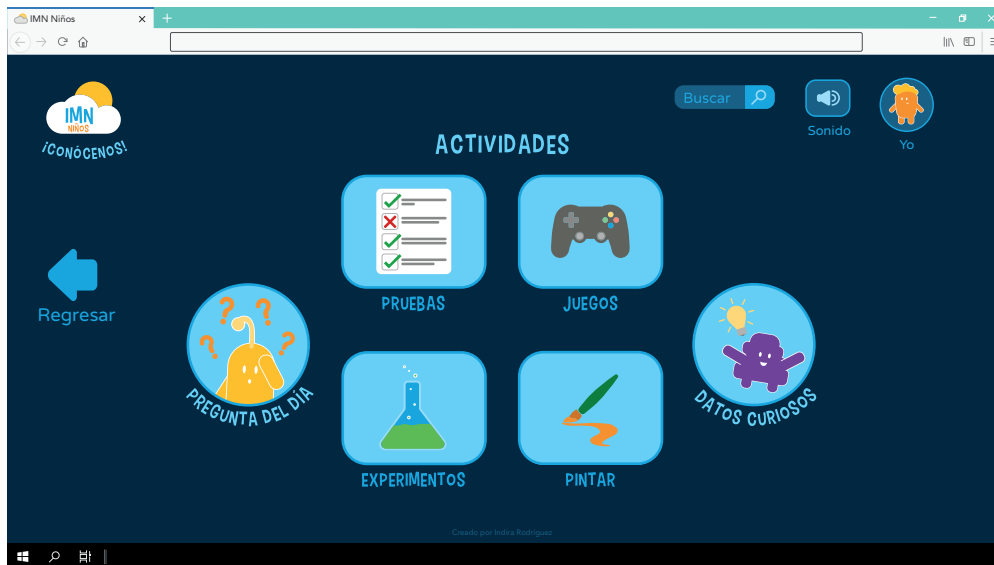 IMN Niños
IMN
NIÑOS
¡CONÓCENOS!
Buscar
Sonido
Yo
ACTIVIDADES
Regresar
PRUEBAS
JUEGOS
PREGUNTA DEL DÍA
DATOS CURIOSOS
EXPERIMENTOS
PINTAR
Creado por Indira Rodríguez